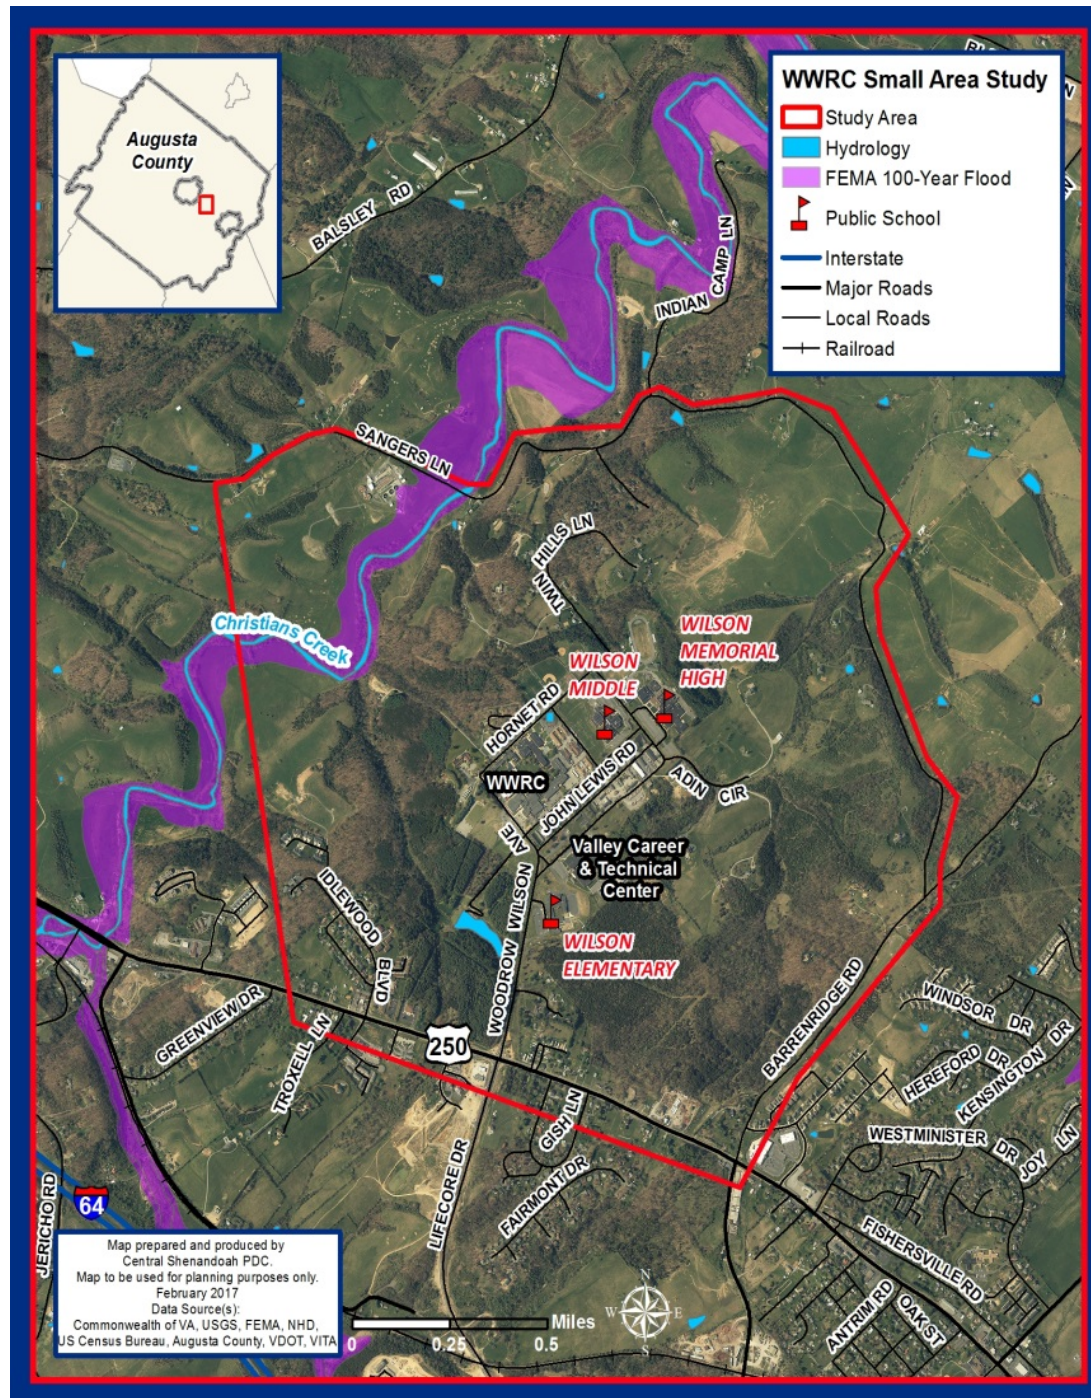 WWRC Small Area Study
Study Area
Hydrology
FEMA 100-Year Flood
Public School
Interstate
Major Roads
Local Roads
Railroad
Augusta
County
BALSLEY RD
INDIAN CAMP LN
SANGERS LN
TWIN HILLS LN
Christians Creek
WILSON
MEMORIAL
HIGH
WILSON
MIDDLE
HORNET RD
WWRC
JOHN LEWIS RD
ADIN CIR
Valley Career
& Technical
Center
WOODROW WILSON AVE
WILSON
ELEMENTARY
IDLEWOOD BLVD
GREENVIEW DR
TROXELL LN
250
BARRENRIDGE RD
WINDSOR DR
HEREFORD DR
KENSINGTON DR
WESTMINISTER DR
JOY LN
GISH LN
FAIRMONT DR
LIFECORE DR
JERICHO RD
64
FISHERSVILLE RD
ANTRIM RD
OAK ST
Map prepared and produced by
Central Shenandoah PDC.
Map to be used for planning purposes only.
February 2017
Data Source(s):
Commonwealth of VA, USGS, FEMA, NHD,
US Census Bureau, Augusta County, VDOT, VITA
0 0.25 0.5 Miles
N
W E
S